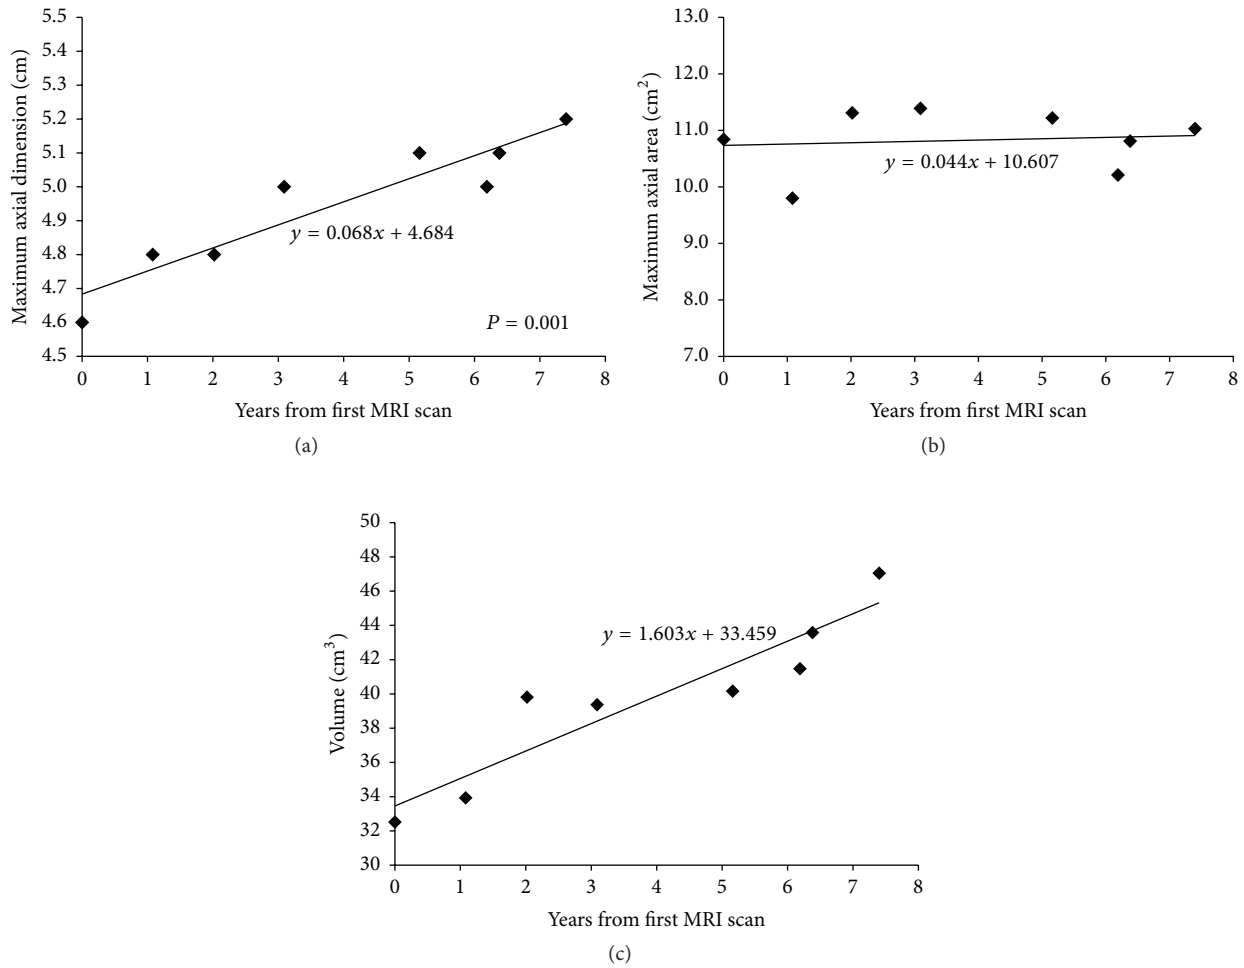 5.5
5.4
5.3
5.2
5.1
5.0
4.9
4.8
4.7
4.6
4.5
Maximum axial dimension (cm)
y = 0.068x + 4.684
P = 0.001
0 1 2 3 4 5 6 7 8
Years from first MRI scan
(a)
13.0
12.0
11.0
10.0
9.0
8.0
7.0
Maximum axial area (cm²)
y = 0.044x + 10.607
0 1 2 3 4 5 6 7 8
Years from first MRI scan
(b)
50
48
46
44
42
40
38
36
34
32
30
Volume (cm³)
y = 1.603x + 33.459
0 1 2 3 4 5 6 7 8
Years from first MRI scan
(c)